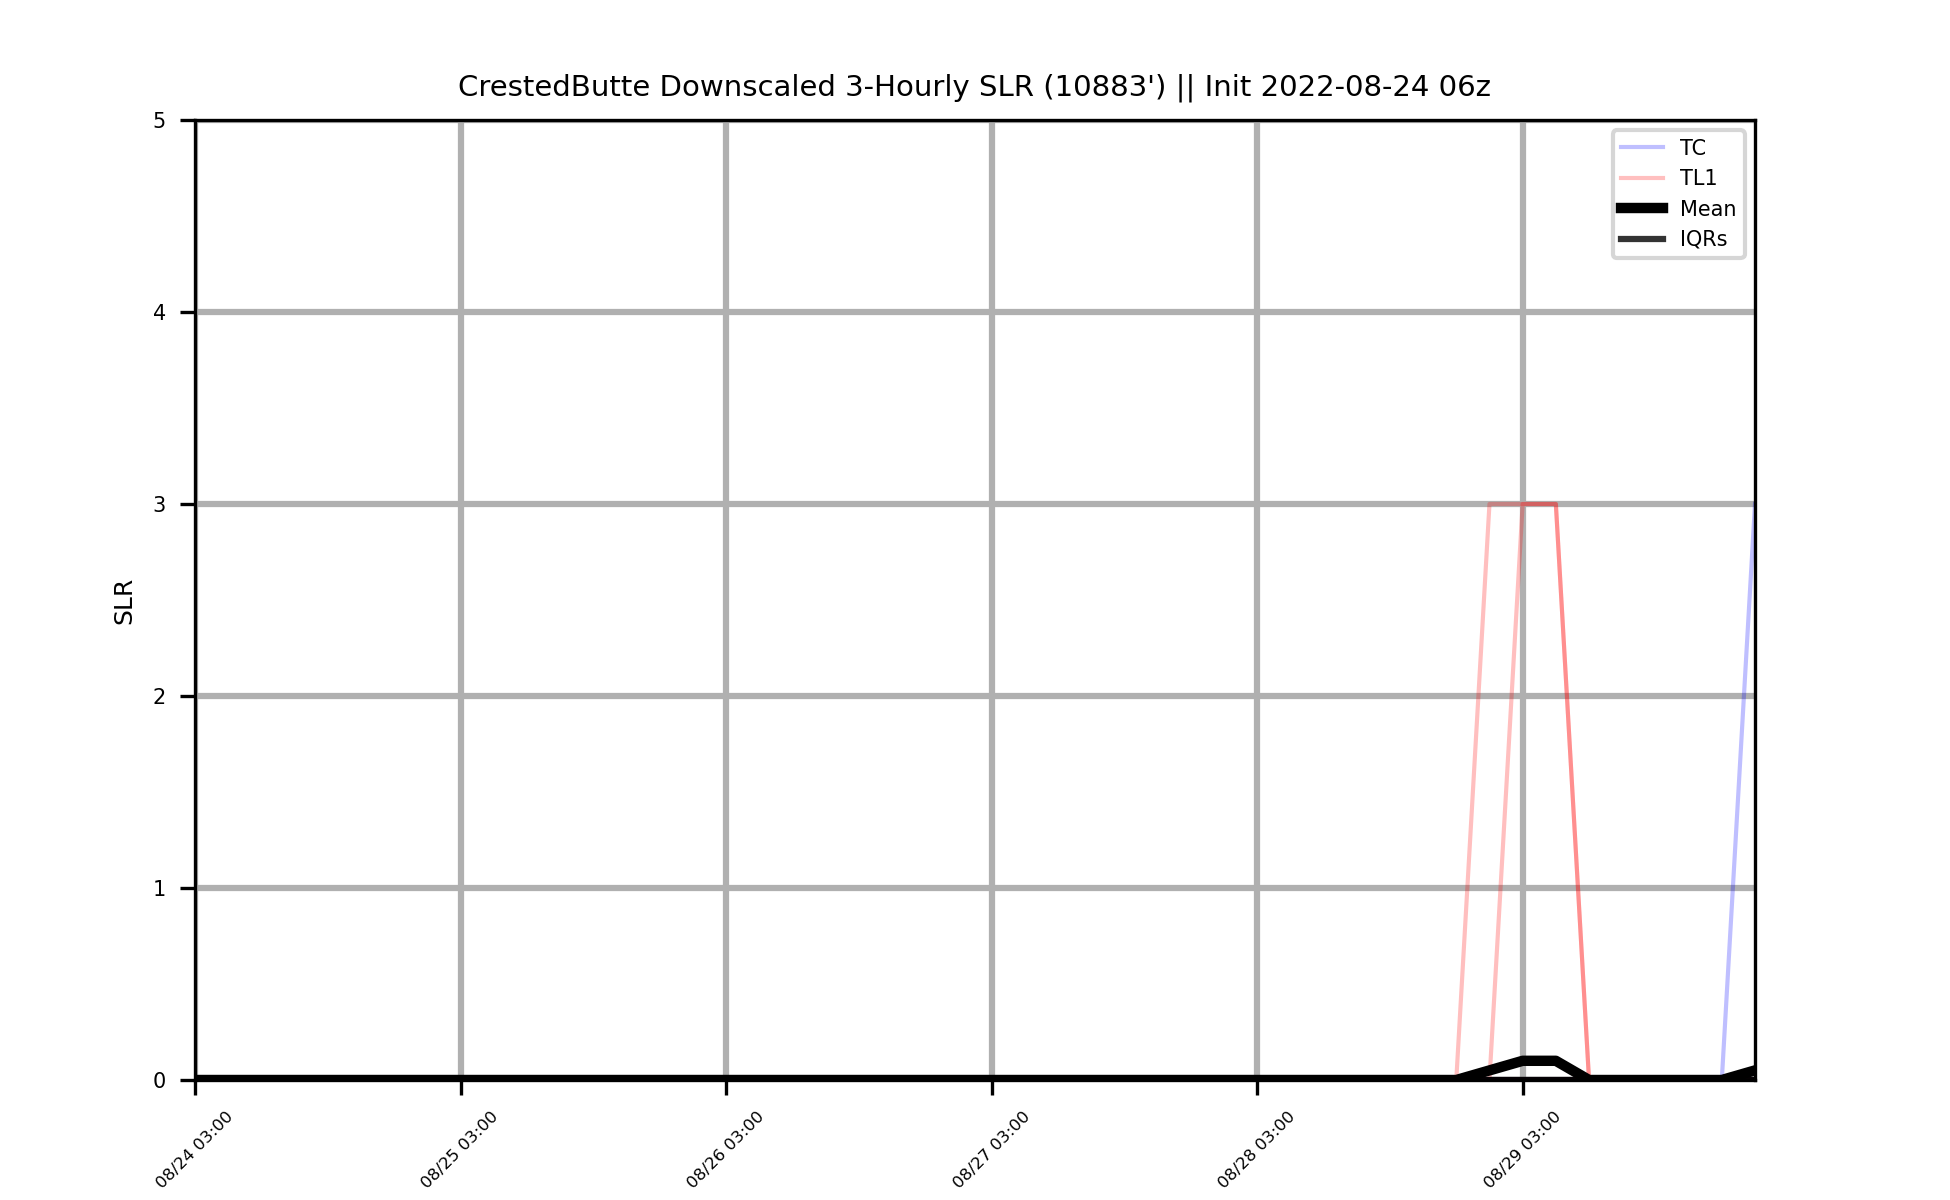 CrestedButte Downscaled 3-Hourly SLR (10883') || Init 2022-08-24 06z
5
4
3
2
1
0
SLR
TC
TL1
Mean
IQRs
08/24 03:00
08/25 03:00
08/26 03:00
08/27 03:00
08/28 03:00
08/29 03:00